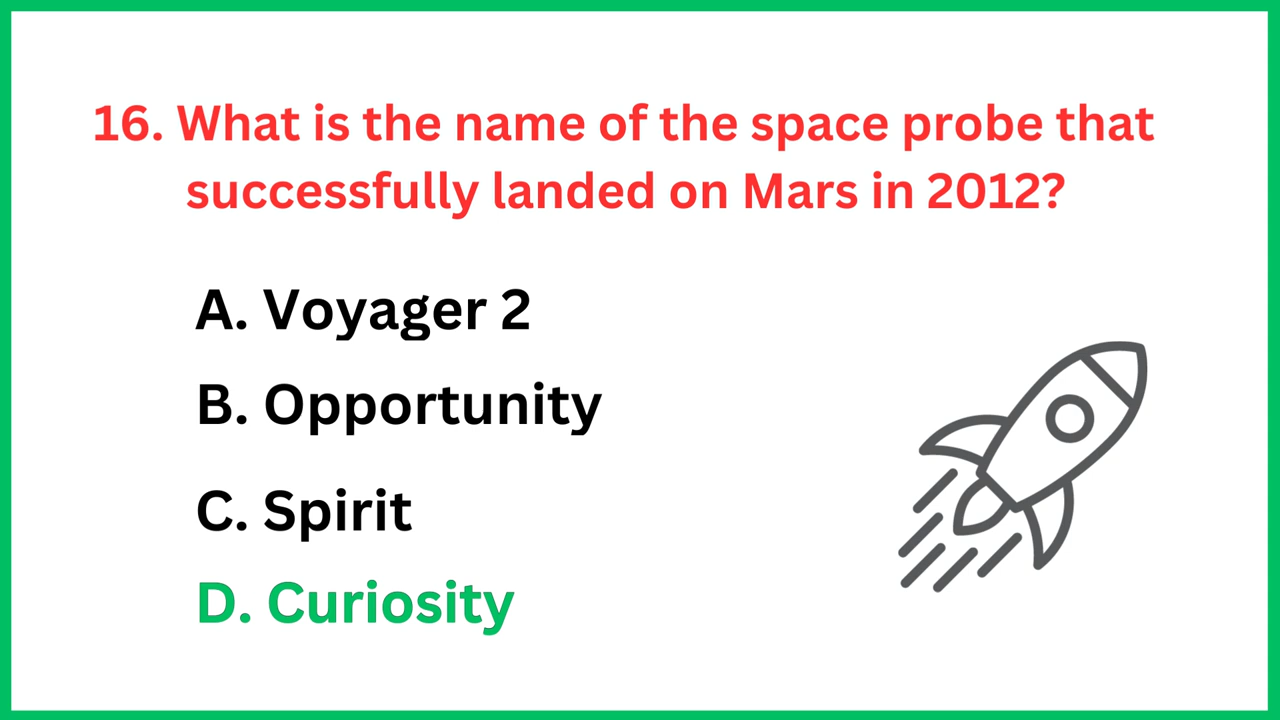 16. What is the name of the space probe that
successfully landed on Mars in 2012?
A. Voyager 2
B. Opportunity
C. Spirit
D. Curiosity